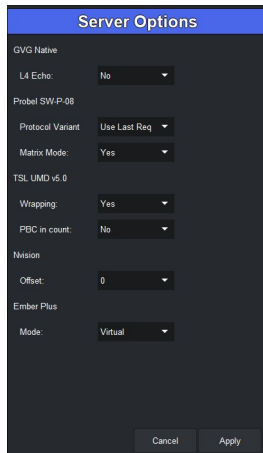 Server Options
GVG Native
L4 Echo: No
Probel SW-P-08
Protocol Variant Use Last Req
Matrix Mode: Yes
TSL UMD v5.0
Wrapping: Yes
PBC in count: No
Nvision
Offset: 0
Ember Plus
Mode: Virtual
Cancel Apply